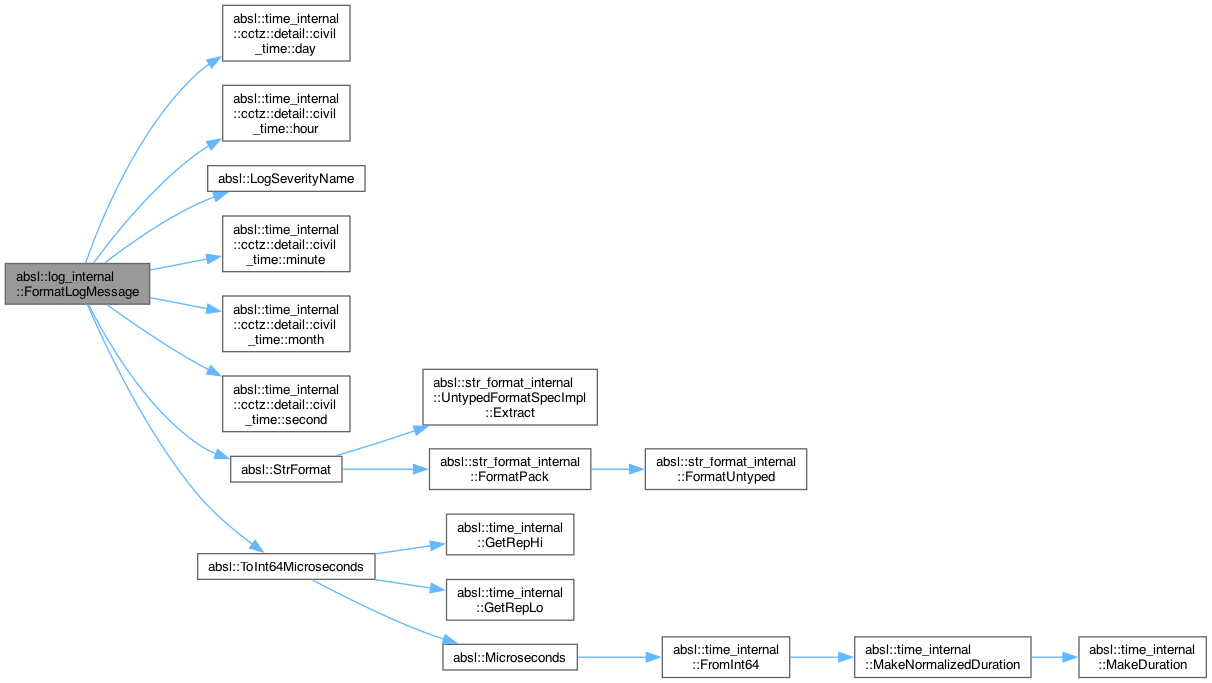 absl::time_internal
::cctz::detail::civil
_time::day
absl::time_internal
::cctz::detail::civil
_time::hour
absl::LogSeverityName
absl::time_internal
::cctz::detail::civil
_time::minute
absl::log_internal
::FormatLogMessage
absl::time_internal
::cctz::detail::civil
_time::month
absl::time_internal
::cctz::detail::civil
_time::second
absl::str_format_internal
::UntypedFormatSpecImpl
::Extract
absl::StrFormat
absl::str_format_internal
::FormatPack
absl::str_format_internal
::FormatUntyped
absl::time_internal
::GetRepHi
absl::ToInt64Microseconds
absl::time_internal
::GetRepLo
absl::Microseconds
absl::time_internal
::FromInt64
absl::time_internal
::MakeNormalizedDuration
absl::time_internal
::MakeDuration